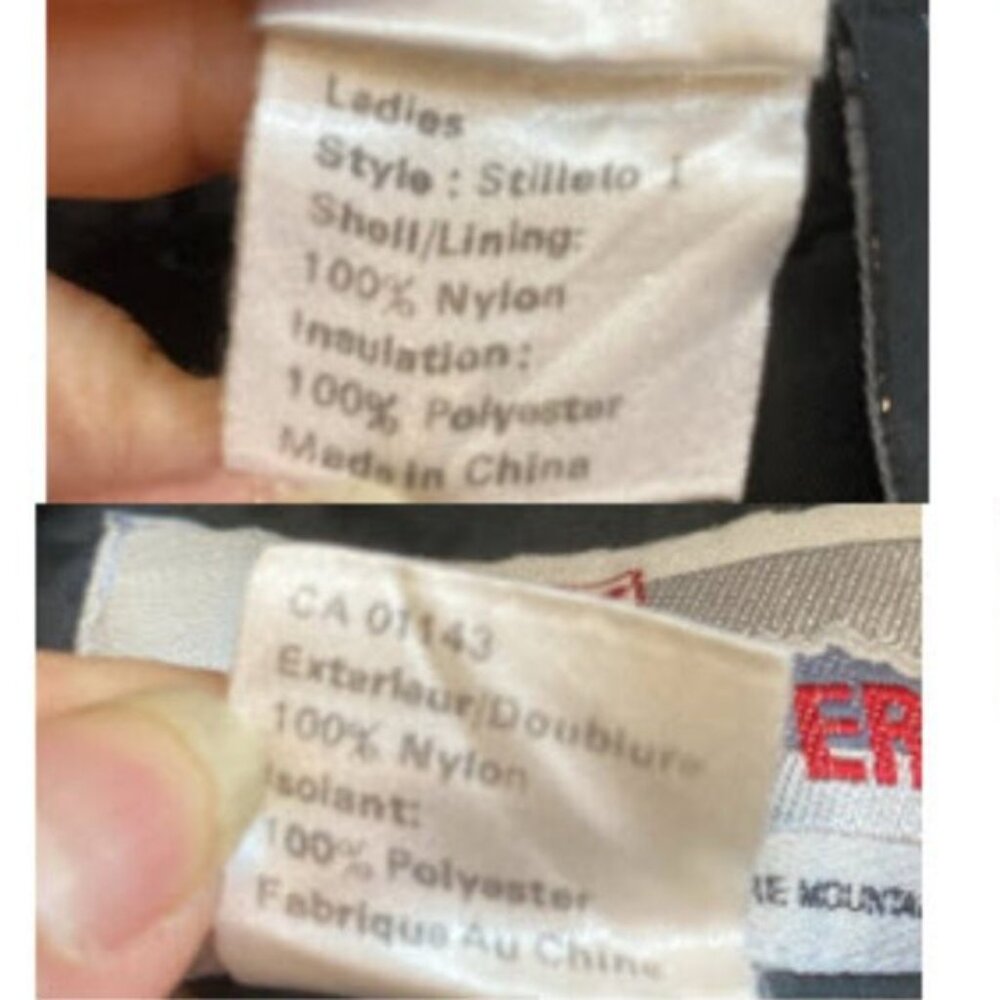 Ladies
Style : Stilleto I
Shell/Lining:
100% Nylon
Insulation:
100% Polyester
Made in China
CA 01143
Exterieur/Doublure
100% Nylon
Isolant:
100% Polyester
Fabrique Au Chine
ER
KE MOUNTA